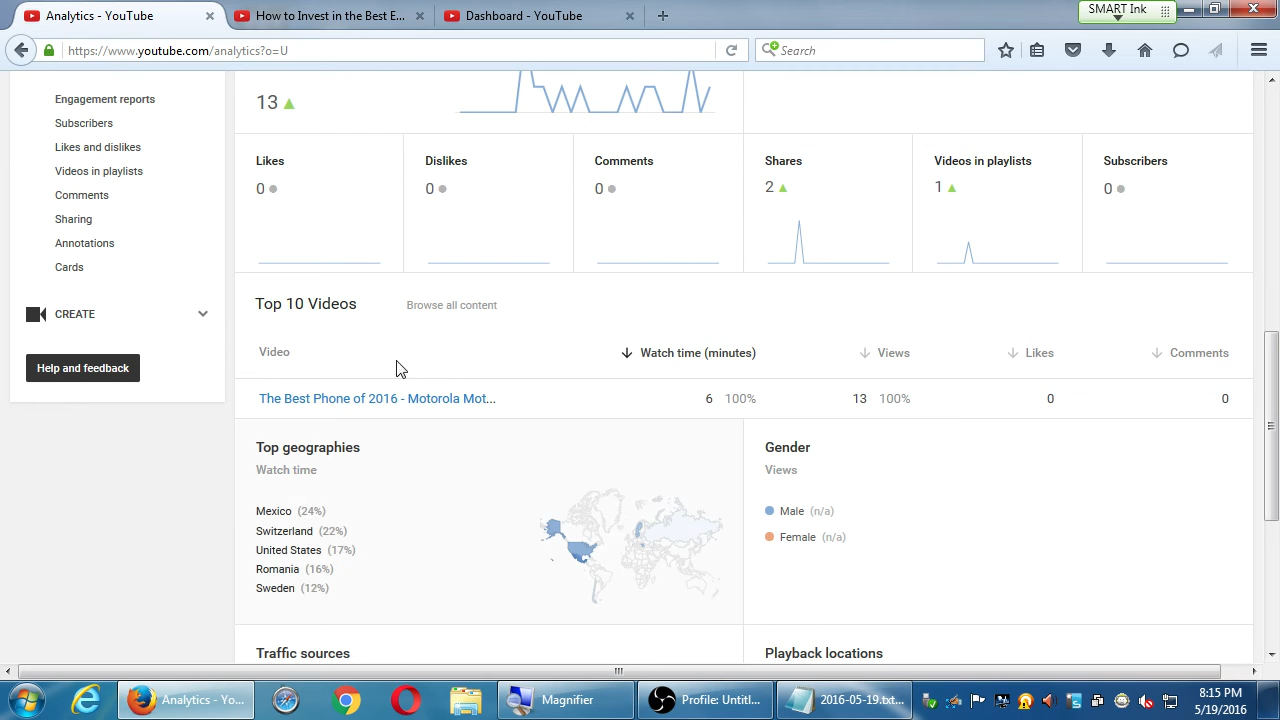 Analytics - YouTube
How to Invest in the Best E...
Dashboard - YouTube
SMART Ink
https://www.youtube.com/analytics?o=U
Search
Engagement reports
Subscribers
Likes and dislikes
Videos in playlists
Comments
Sharing
Annotations
Cards
CREATE
Help and feedback
13
Likes
Dislikes
Comments
Shares
Videos in playlists
Subscribers
0
0
0
2
1
0
Top 10 Videos Browse all content
Video Watch time (minutes) Views Likes Comments
The Best Phone of 2016 - Motorola Mot... 6 100% 13 100% 0 0
Top geographies
Watch time
Mexico (24%)
Switzerland (22%)
United States (17%)
Romania (16%)
Sweden (12%)
Gender
Views
Male (n/a)
Female (n/a)
Traffic sources
Playback locations
Analytics - Yo...
Magnifier
Profile: Untitl...
2016-05-19.txt...
8:15 PM
5/19/2016